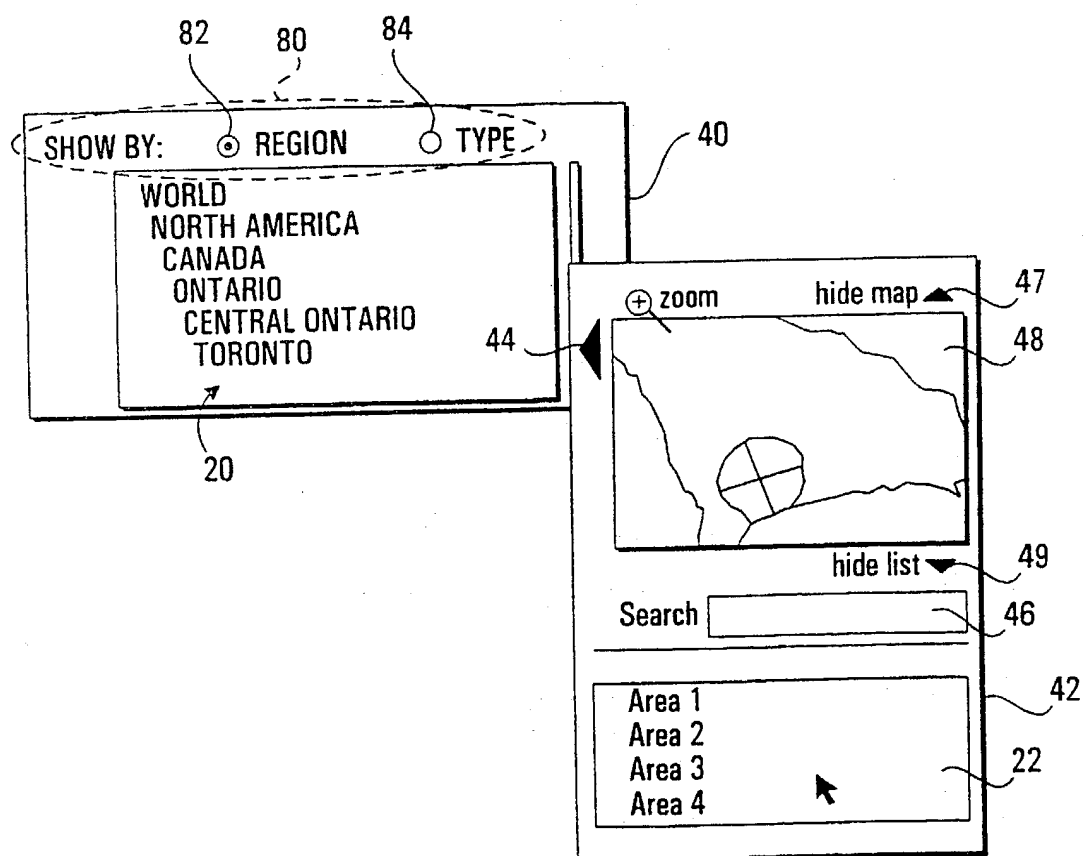 82
80
84
SHOW BY: REGION TYPE
40
WORLD
NORTH AMERICA
CANADA
ONTARIO
CENTRAL ONTARIO
TORONTO
20
zoom
hide map
47
44
48
hide list
49
Search
46
Area 1
Area 2
Area 3
Area 4
42
22